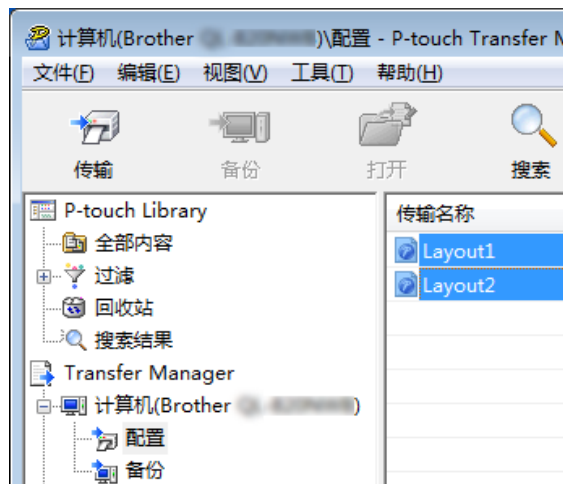 计算机(Brother )\配置 - P-touch Transfer M
文件(F) 编辑(E) 视图(V) 工具(T) 帮助(H)
传输 备份 打开 搜索
P-touch Library
全部内容
过滤
回收站
搜索结果
Transfer Manager
计算机(Brother )
配置
备份
传输名称
Layout1
Layout2